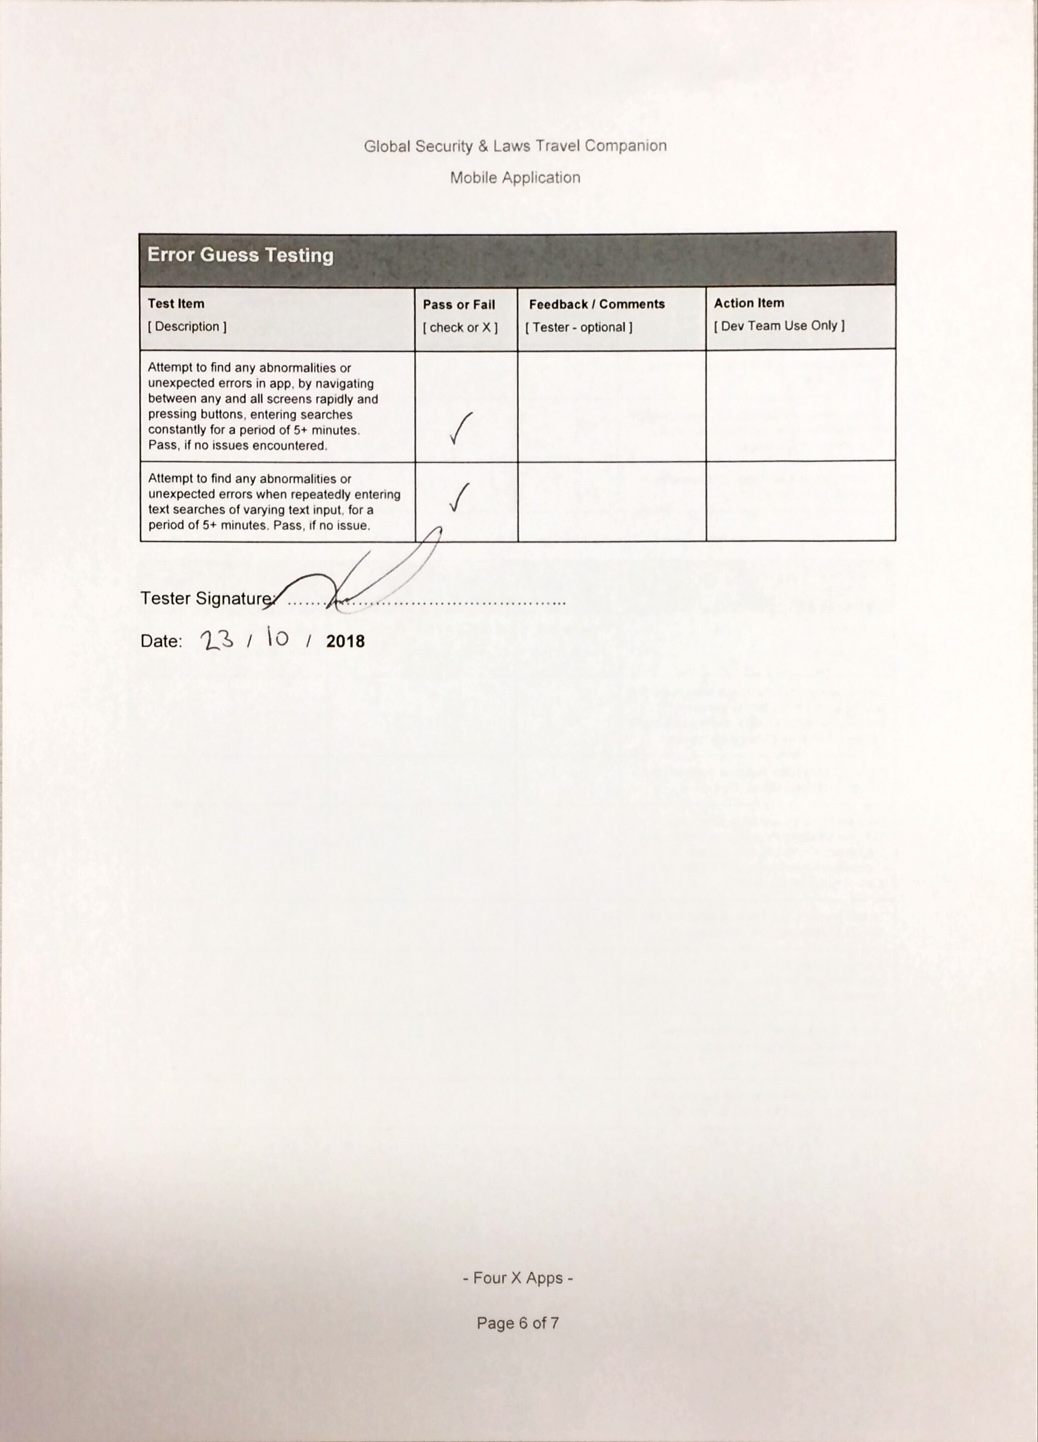 Global Security & Laws Travel Companion
Mobile Application
Error Guess Testing
Test Item
[ Description ]
Pass or Fail
[ check or X ]
Feedback / Comments
[ Tester - optional ]
Action Item
[ Dev Team Use Only ]
Attempt to find any abnormalities or
unexpected errors in app, by navigating
between any and all screens rapidly and
pressing buttons, entering searches
constantly for a period of 5+ minutes.
Pass, if no issues encountered.
✓
Attempt to find any abnormalities or
unexpected errors when repeatedly entering
text searches of varying text input, for a
period of 5+ minutes. Pass, if no issue.
✓
Tester Signature: ..................................................
Date: 23 / 10 / 2018
- Four X Apps -
Page 6 of 7